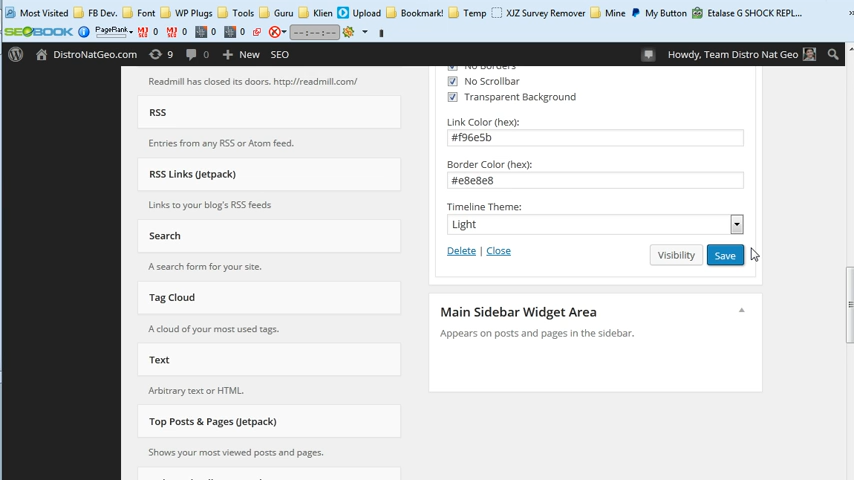 Most Visited FB Dev. Font WP Plugs Tools Guru Klien Upload Bookmark! Temp XJZ Survey Remover Mine My Button Etalase G SHOCK REPL...
SEOBOOK PageRank 0 0 0 0 --:--:--
DistroNatGeo.com 9 0 New SEO Howdy, Team Distro Nat Geo
Readmill has closed its doors. http://readmill.com/
RSS
Entries from any RSS or Atom feed.
RSS Links (Jetpack)
Links to your blog's RSS feeds
Search
A search form for your site.
Tag Cloud
A cloud of your most used tags.
Text
Arbitrary text or HTML.
Top Posts & Pages (Jetpack)
Shows your most viewed posts and pages.
No Borders
No Scrollbar
Transparent Background
Link Color (hex):
#f96e5b
Border Color (hex):
#e8e8e8
Timeline Theme:
Light
Delete | Close Visibility Save
Main Sidebar Widget Area
Appears on posts and pages in the sidebar.